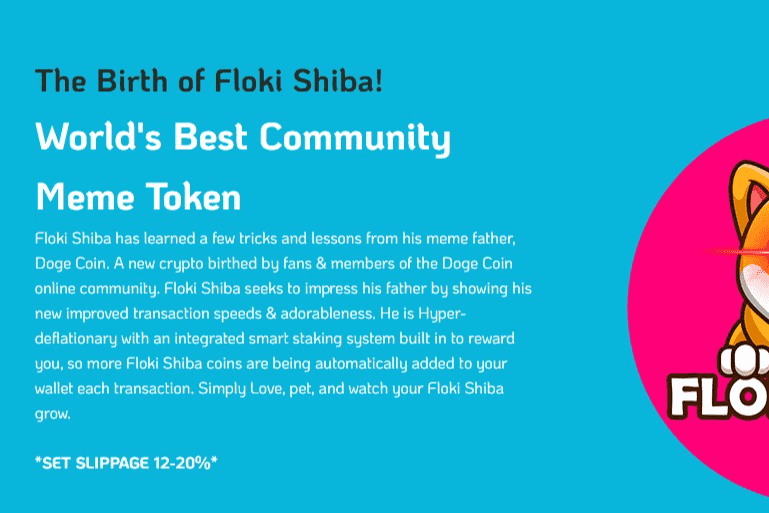 The Birth of Floki Shiba!
World's Best Community
Meme Token
Floki Shiba has learned a few tricks and lessons from his meme father,
Doge Coin. A new crypto birthed by fans & members of the Doge Coin
online community. Floki Shiba seeks to impress his father by showing his
new improved transaction speeds & adorableness. He is Hyper-
deflationary with an integrated smart staking system built in to reward
you, so more Floki Shiba coins are being automatically added to your
wallet each transaction. Simply Love, pet, and watch your Floki Shiba
grow.
*SET SLIPPAGE 12-20%*
FLO